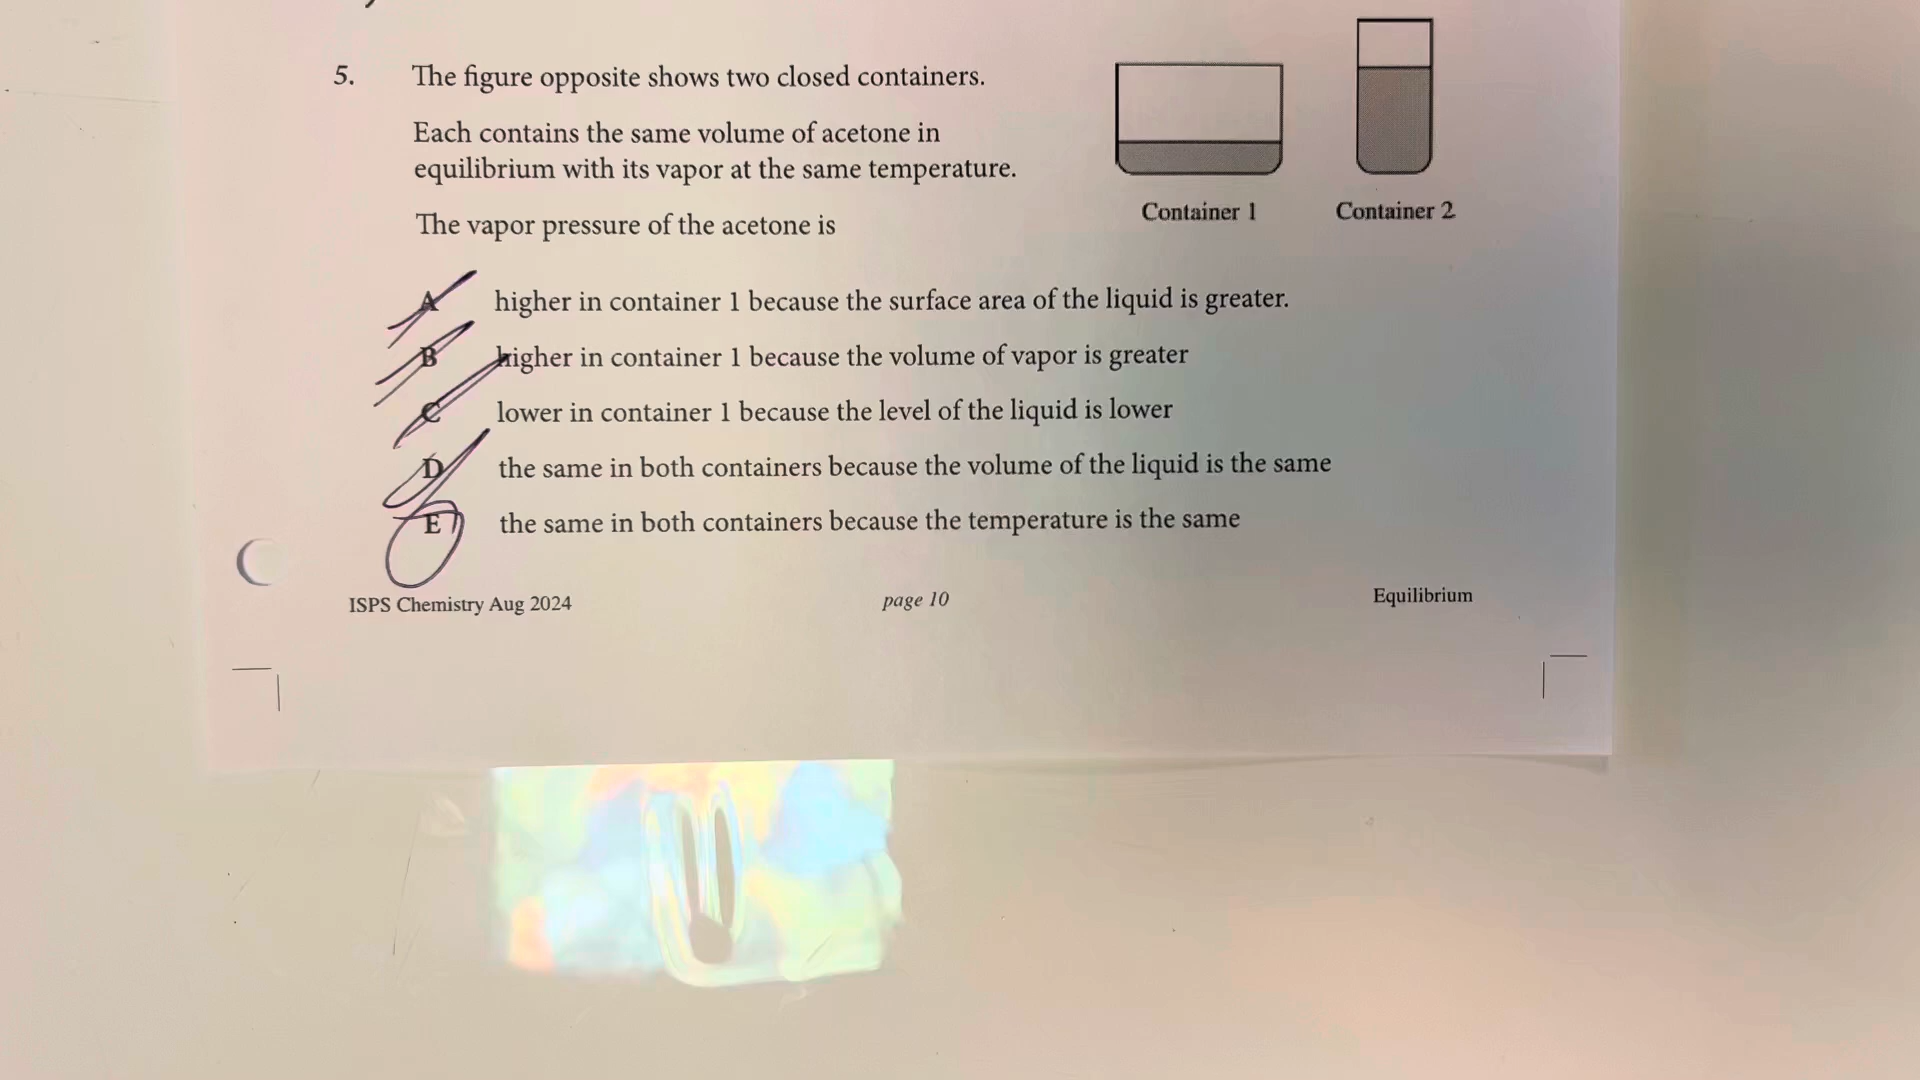 5. The figure opposite shows two closed containers.
Each contains the same volume of acetone in
equilibrium with its vapor at the same temperature.
The vapor pressure of the acetone is
Container 1 Container 2
A higher in container 1 because the surface area of the liquid is greater.
B higher in container 1 because the volume of vapor is greater
C lower in container 1 because the level of the liquid is lower
D the same in both containers because the volume of the liquid is the same
E the same in both containers because the temperature is the same
ISPS Chemistry Aug 2024 page 10 Equilibrium